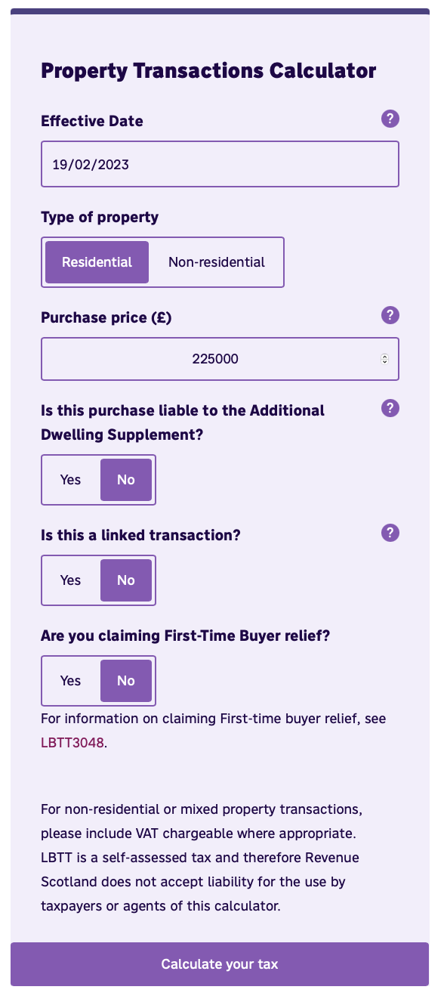 Property Transactions Calculator
Effective Date
?
19/02/2023
Type of property
Residential Non-residential
Purchase price (£)
?
225000
Is this purchase liable to the Additional
?
Dwelling Supplement?
Yes No
Is this a linked transaction?
?
Yes No
Are you claiming First-Time Buyer relief?
Yes No
For information on claiming First-time buyer relief, see
LBTT3048.
For non-residential or mixed property transactions,
please include VAT chargeable where appropriate.
LBTT is a self-assessed tax and therefore Revenue
Scotland does not accept liability for the use by
taxpayers or agents of this calculator.
Calculate your tax